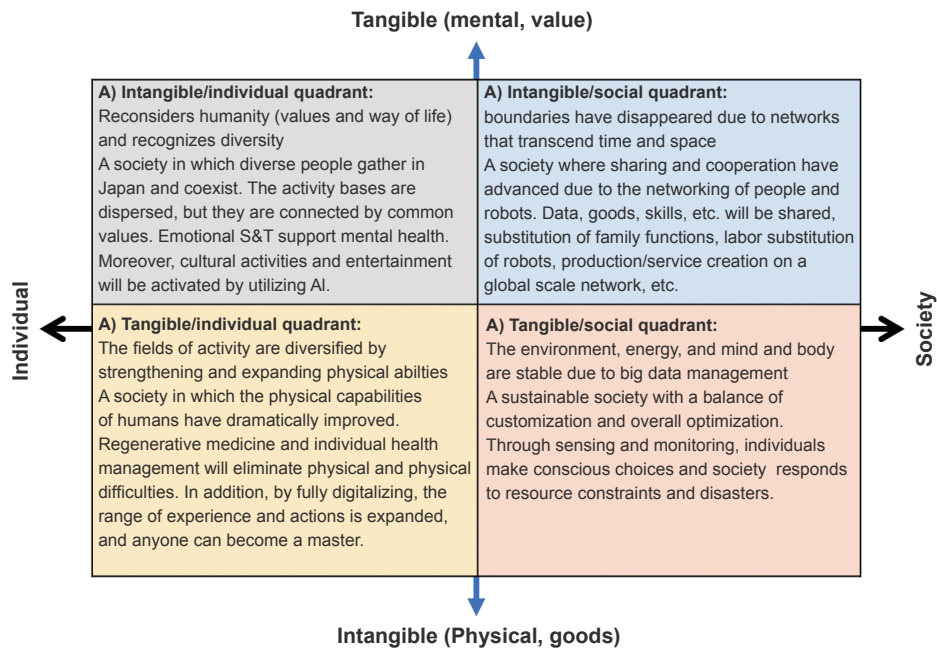 Tangible (mental, value)
A) Intangible/individual quadrant:
Reconsiders humanity (values and way of life)
and recognizes diversity
A society in which diverse people gather in
Japan and coexist. The activity bases are
dispersed, but they are connected by common
values. Emotional S&T support mental health.
Moreover, cultural activities and entertainment
will be activated by utilizing AI.
A) Intangible/social quadrant:
boundaries have disappeared due to networks
that transcend time and space
A society where sharing and cooperation have
advanced due to the networking of people and
robots. Data, goods, skills, etc. will be shared,
substitution of family functions, labor substitution
of robots, production/service creation on a
global scale network, etc.
Individual
Society
A) Tangible/individual quadrant:
The fields of activity are diversified by
strengthening and expanding physical abilties
A society in which the physical capabilities
of humans have dramatically improved.
Regenerative medicine and individual health
management will eliminate physical and physical
difficulties. In addition, by fully digitalizing, the
range of experience and actions is expanded,
and anyone can become a master.
A) Tangible/social quadrant:
The environment, energy, and mind and body
are stable due to big data management
A sustainable society with a balance of
customization and overall optimization.
Through sensing and monitoring, individuals
make conscious choices and society responds
to resource constraints and disasters.
Intangible (Physical, goods)